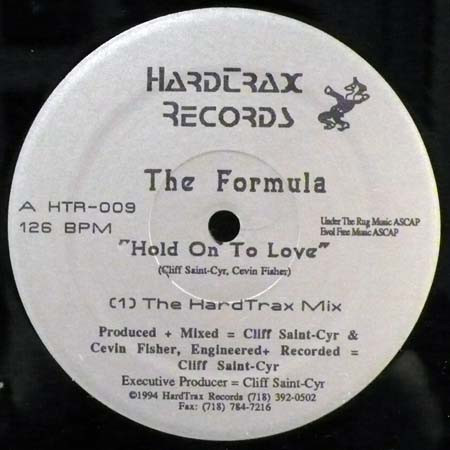 HARDTRAX
RECORDS
The Formula
A HTR-009
126 BPM
Under The Rug Music ASCAP
Evol Fine Music ASCAP
"Hold On To Love"
(Cliff Saint-Cyr, Cevin Fisher)
(1) The HardTrax Mix
Produced + Mixed = Cliff Saint-Cyr &
Cevin Fisher, Engineered+ Recorded =
Cliff Saint-Cyr
Executive Producer = Cliff Saint-Cyr
©1994 HardTrax Records (718) 392-0502
Fax: (718) 784-7216